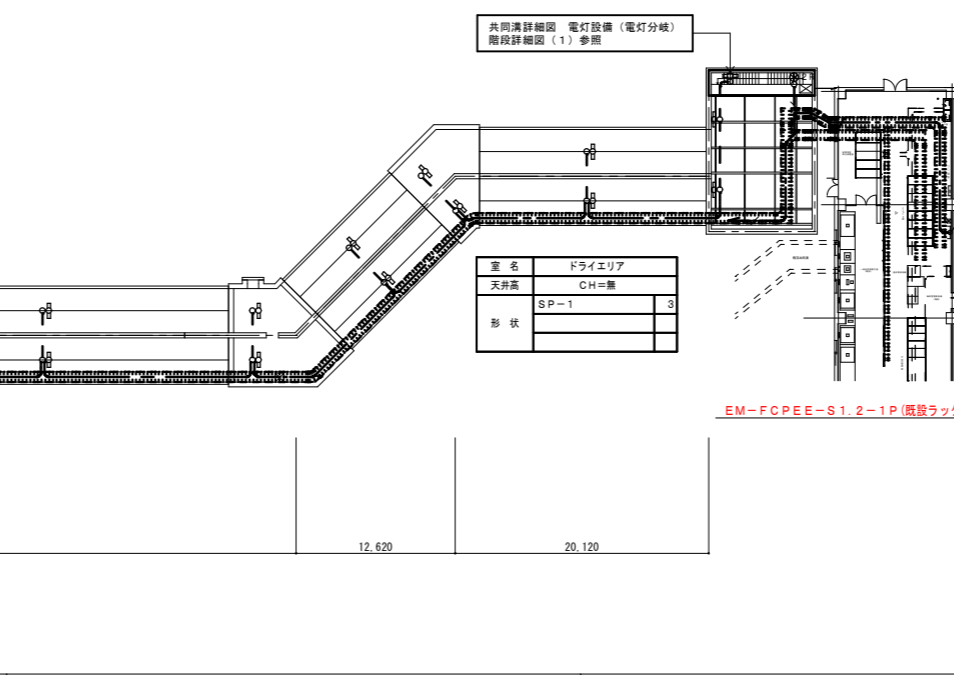 共同溝詳細図 電灯設備（電灯分岐）
階段詳細図（1）参照
室 名 ドライエリア
天井高 CH=無
形 状 SP-1 3
EM-FCPEE-S1.2-1P(既設ラック
12,620 20,120